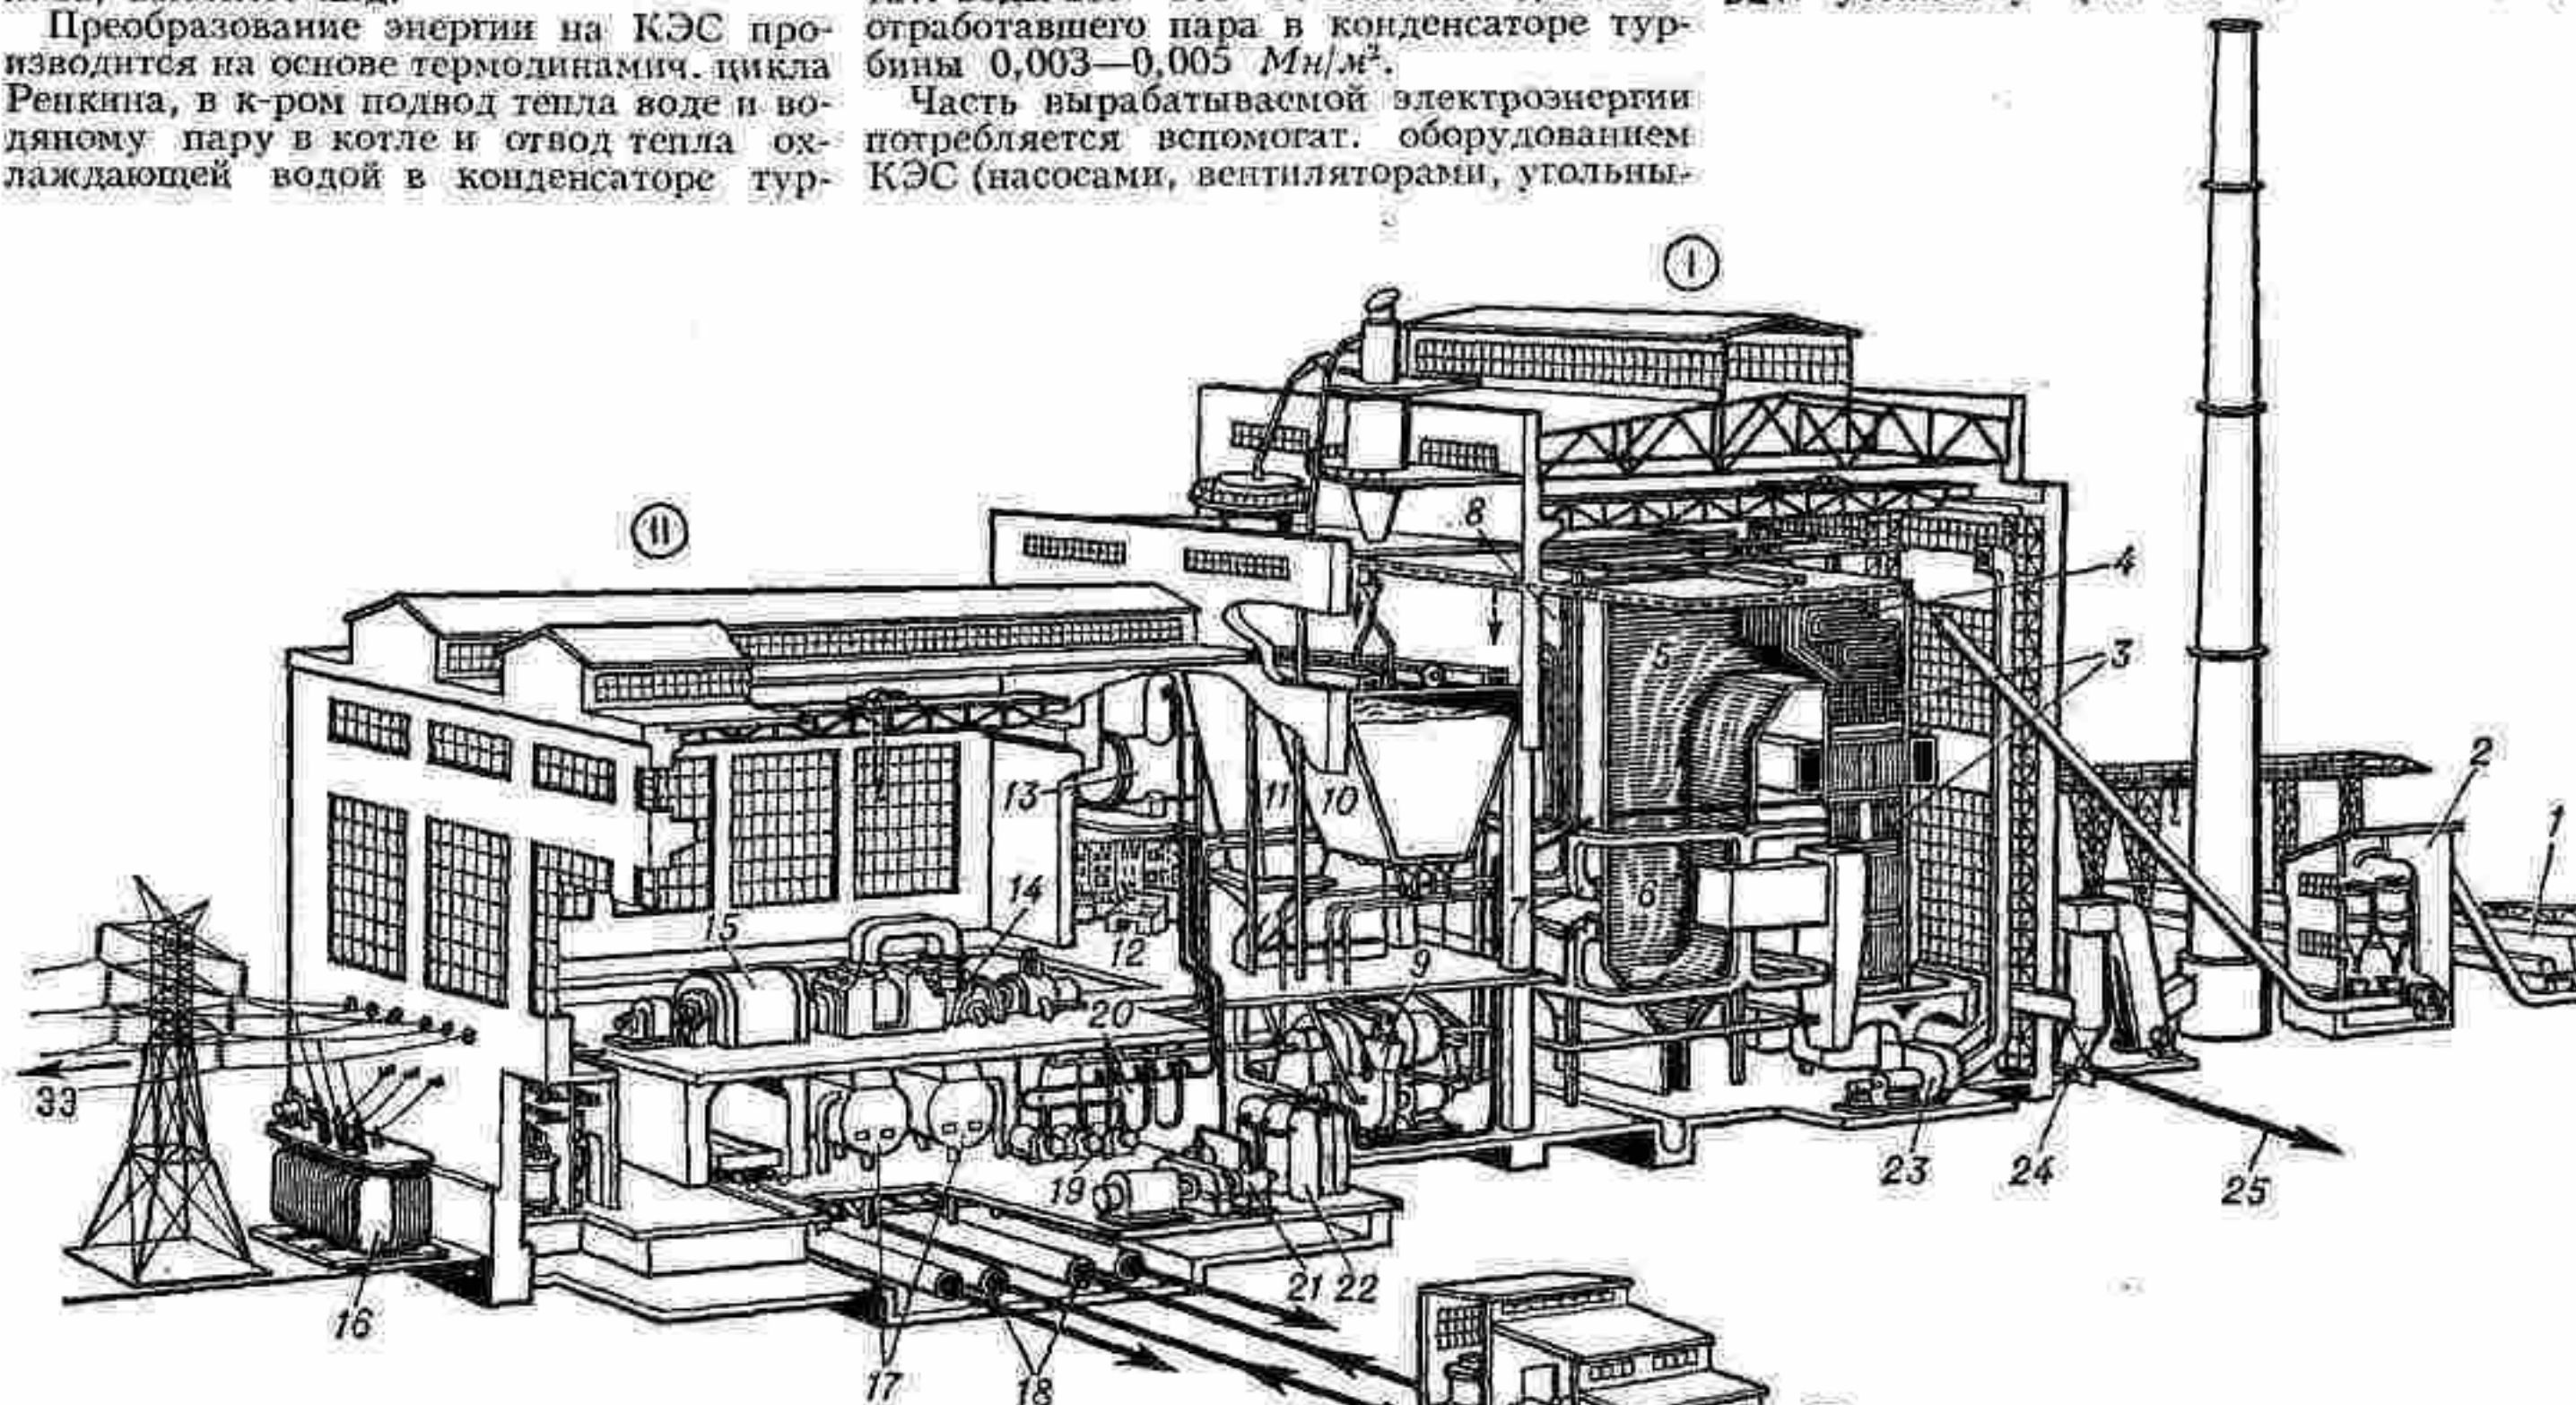 Преобразование энергии на КЭС про-
изводится на основе термодинамич. цикла
Ренкина, в к-ром подвод тепла воде и во-
дяному пару в котле и отвод тепла ох-
лаждающей водой в конденсаторе тур-
отработавшего пара в конденсаторе тур-
бины 0,003—0,005 Мн/м².
Часть вырабатываемой электроэнергии
потребляется вспомогат. оборудованием
КЭС (насосами, вентиляторами, угольны-
I
II
8
4
5
3
2
13
11
10
1
14
6
7
15
12
9
20
ЭЭ
23
24
25
19
21 22
16
17
18